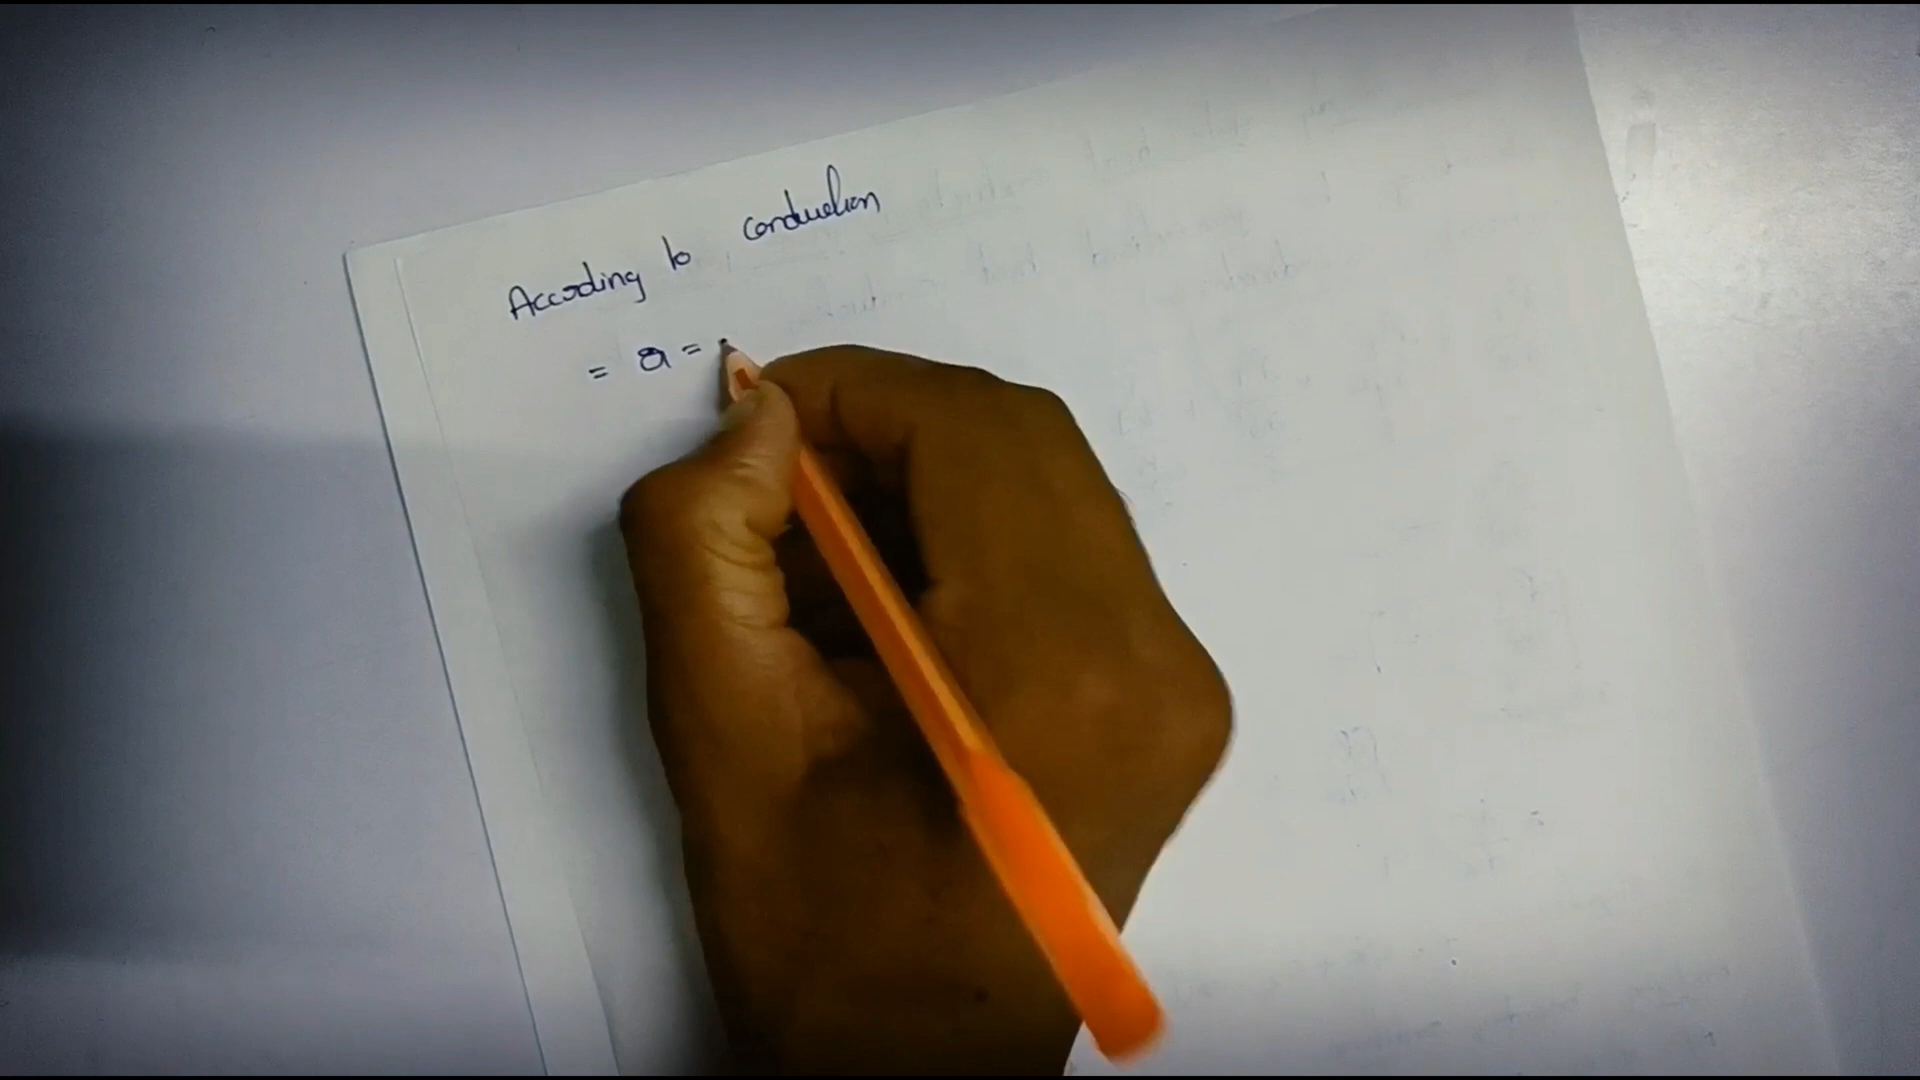 According to conduction
= Q =